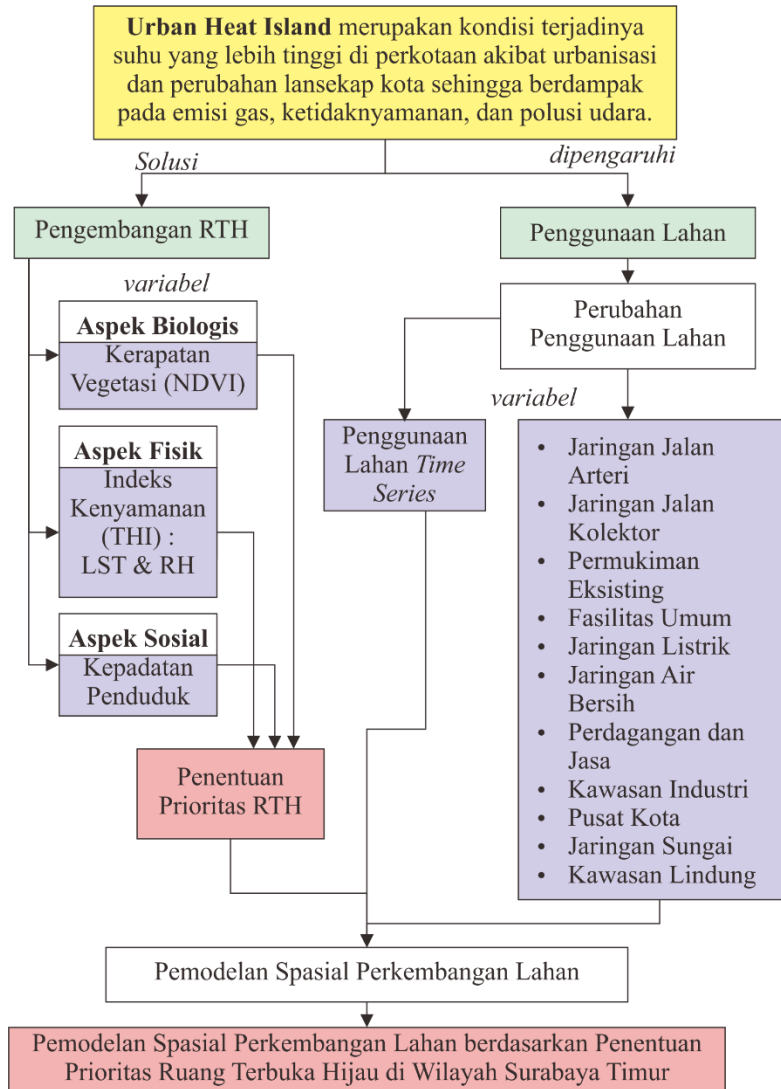 Urban Heat Island merupakan kondisi terjadinya
suhu yang lebih tinggi di perkotaan akibat urbanisasi
dan perubahan lansekap kota sehingga berdampak
pada emisi gas, ketidaknyamanan, dan polusi udara.
Solusi
dipengaruhi
Pengembangan RTH
Penggunaan Lahan
variabel
Aspek Biologis
Kerapatan
Vegetasi (NDVI)
Aspek Fisik
Indeks
Kenyamanan
(THI) :
LST & RH
Aspek Sosial
Kepadatan
Penduduk
Penentuan
Prioritas RTH
Perubahan
Penggunaan Lahan
variabel
Penggunaan
Lahan Time
Series
• Jaringan Jalan
Arteri
• Jaringan Jalan
Kolektor
• Permukiman
Eksisting
• Fasilitas Umum
• Jaringan Listrik
• Jaringan Air
Bersih
• Perdagangan dan
Jasa
• Kawasan Industri
• Pusat Kota
• Jaringan Sungai
• Kawasan Lindung
Pemodelan Spasial Perkembangan Lahan
Pemodelan Spasial Perkembangan Lahan berdasarkan Penentuan
Prioritas Ruang Terbuka Hijau di Wilayah Surabaya Timur